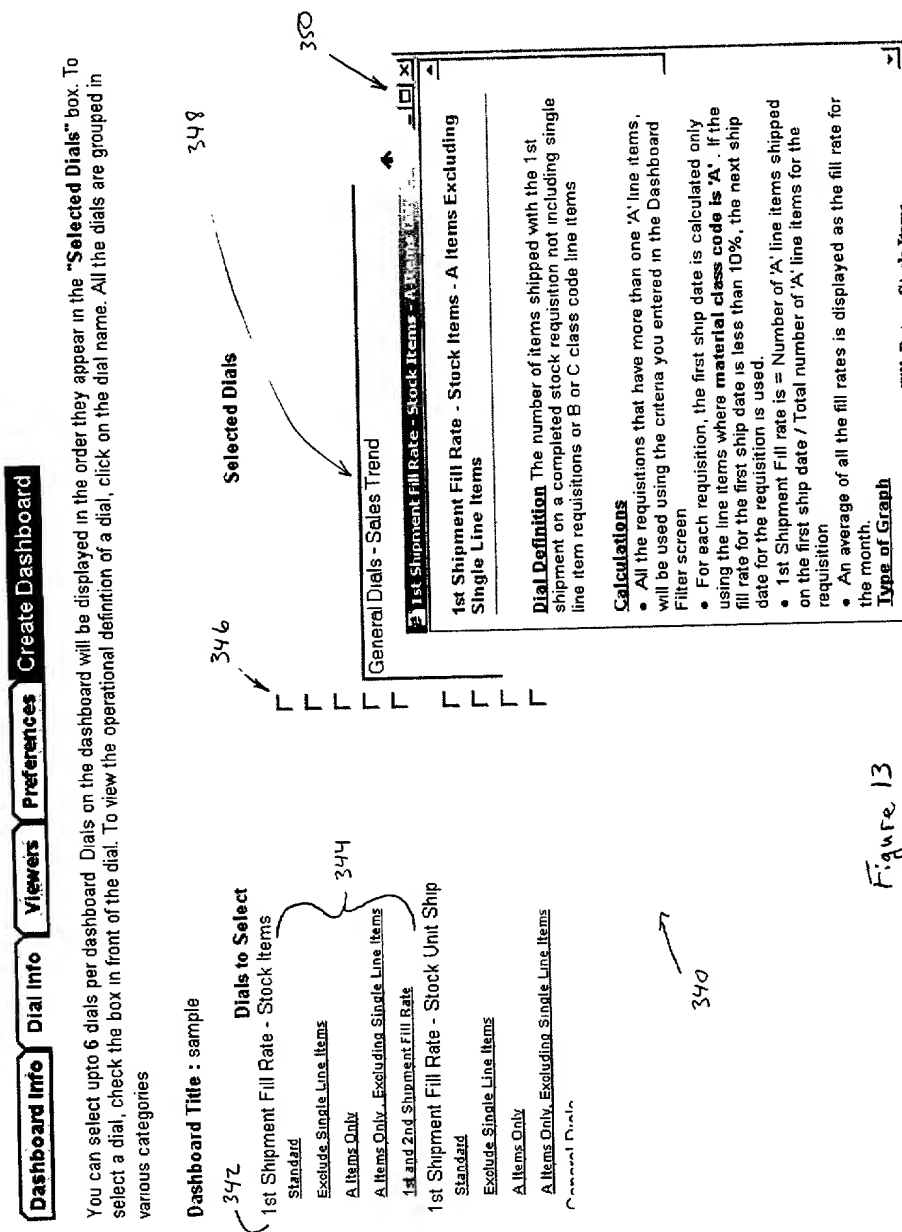 Dashboard Info Dial Info Viewers Preferences Create Dashboard
You can select upto 6 dials per dashboard Dials on the dashboard will be displayed in the order they appear in the "Selected Dials" box. To
select a dial, check the box in front of the dial. To view the operational definition of a dial, click on the dial name. All the dials are grouped in
various categories
Dashboard Title : sample
342
Dials to Select
1st Shipment Fill Rate - Stock Items
Standard
Exclude Single Line Items
A Items Only
A Items Only , Excluding Single Line Items
1st and 2nd Shipment Fill Rate
344
1st Shipment Fill Rate - Stock Unit Ship
Standard
Exclude Single Line Items
A Items Only
A Items Only, Excluding Single Line Items
General Dials
340
346
Selected Dials
348
General Dials - Sales Trend
350
1st Shipment Fill Rate - Stock Items - A Items
1st Shipment Fill Rate - Stock Items - A Items Excluding
Single Line Items
Dial Definition The number of items shipped with the 1st
shipment on a completed stock requisition not including single
line item requisitions or B or C class code line items
Calculations
• All the requisitions that have more than one 'A' line items,
will be used using the criteria you entered in the Dashboard
Filter screen
• For each requisition, the first ship date is calculated only
using the line items where material class code is 'A' . If the
fill rate for the first ship date is less than 10%, the next ship
date for the requisition is used.
• 1st Shipment Fill rate is = Number of 'A' line items shipped
on the first ship date / Total number of 'A' line items for the
requisition
• An average of all the fill rates is displayed as the fill rate for
the month.
Type of Graph
Figure 13